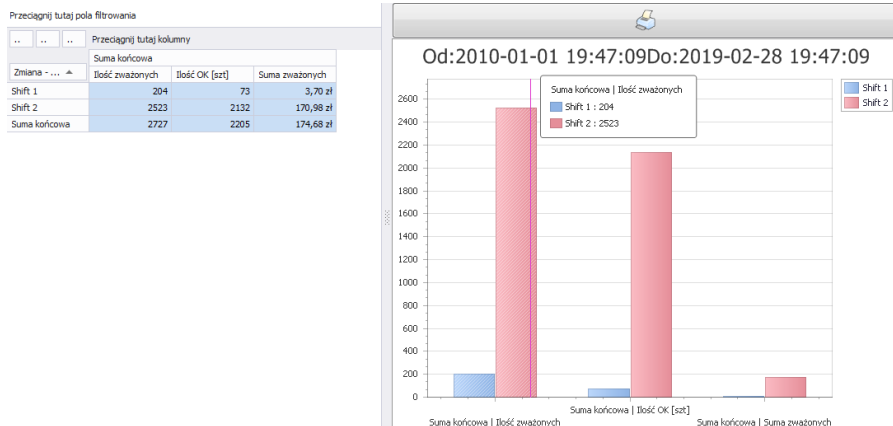 Przeciągnij tutaj pola filtrowania
.. .. .. Przeciągnij tutaj kolumny
Suma końcowa
Zmiana - ... Ilość zważonych Ilość OK [szt] Suma zważonych
Shift 1 204 73 3,70 zł
Shift 2 2523 2132 170,98 zł
Suma końcowa 2727 2205 174,68 zł
Od:2010-01-01 19:47:09Do:2019-02-28 19:47:09
Suma końcowa | Ilość zważonych
Shift 1 : 204
Shift 2 : 2523
Shift 1
Shift 2
2600
2400
2200
2000
1800
1600
1400
1200
1000
800
600
400
200
0
Suma końcowa | Ilość zważonych
Suma końcowa | Ilość OK [szt]
Suma końcowa | Suma zważonych